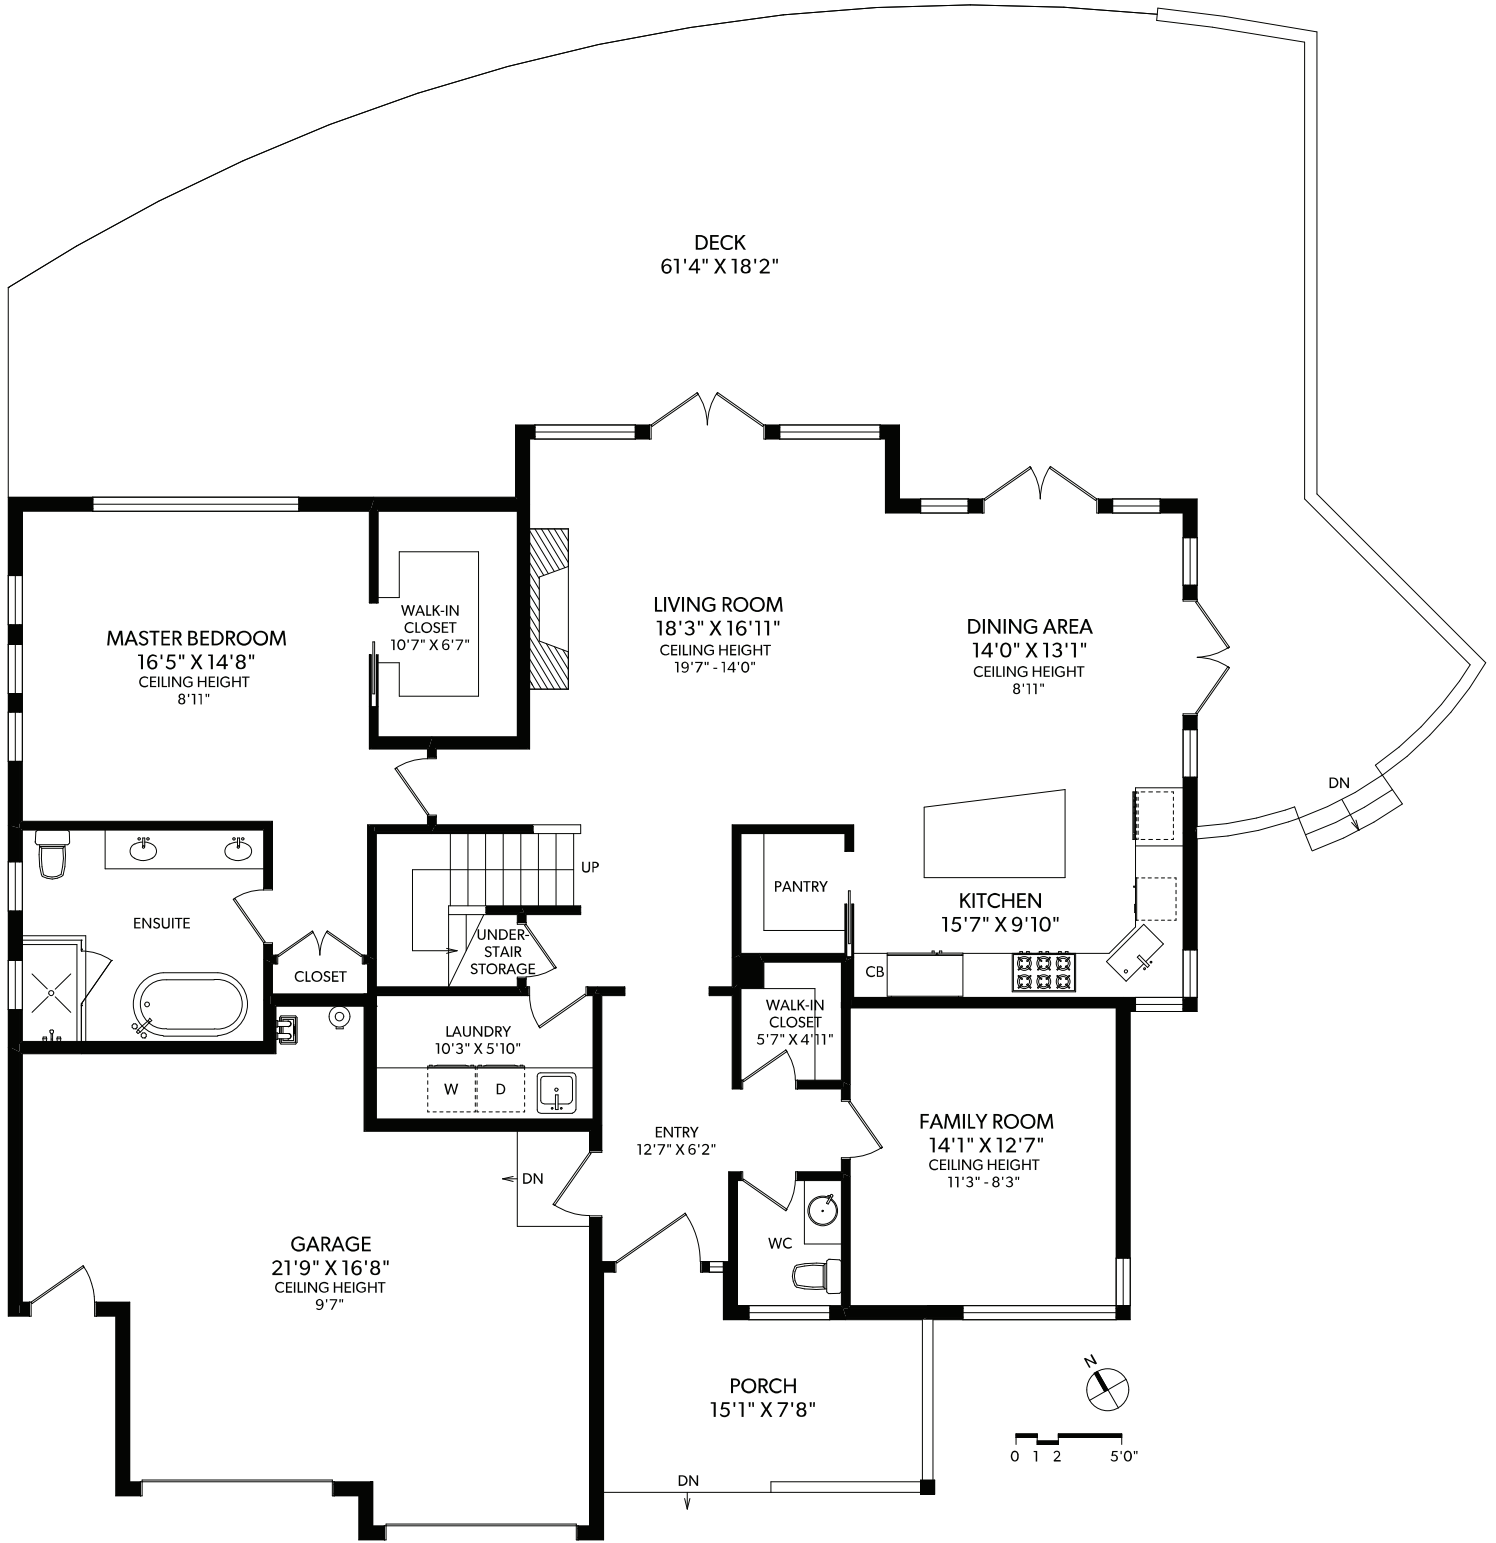 DECK
61'4" X 18'2"
MASTER BEDROOM
16'5" X 14'8"
CEILING HEIGHT
8'11"
WALK-IN
CLOSET
10'7" X 6'7"
LIVING ROOM
18'3" X 16'11"
CEILING HEIGHT
19'7" - 14'0"
DINING AREA
14'0" X 13'1"
CEILING HEIGHT
8'11"
DN
UP
PANTRY
KITCHEN
15'7" X 9'10"
ENSUITE
UNDER-
STAIR
STORAGE
CLOSET
CB
WALK-IN
CLOSET
5'7" X 4'11"
LAUNDRY
10'3" X 5'10"
W
D
ENTRY
12'7" X 6'2"
FAMILY ROOM
14'1" X 12'7"
CEILING HEIGHT
11'3" - 8'3"
DN
WC
GARAGE
21'9" X 16'8"
CEILING HEIGHT
9'7"
PORCH
15'1" X 7'8"
N
0 1 2 5'0"
DN